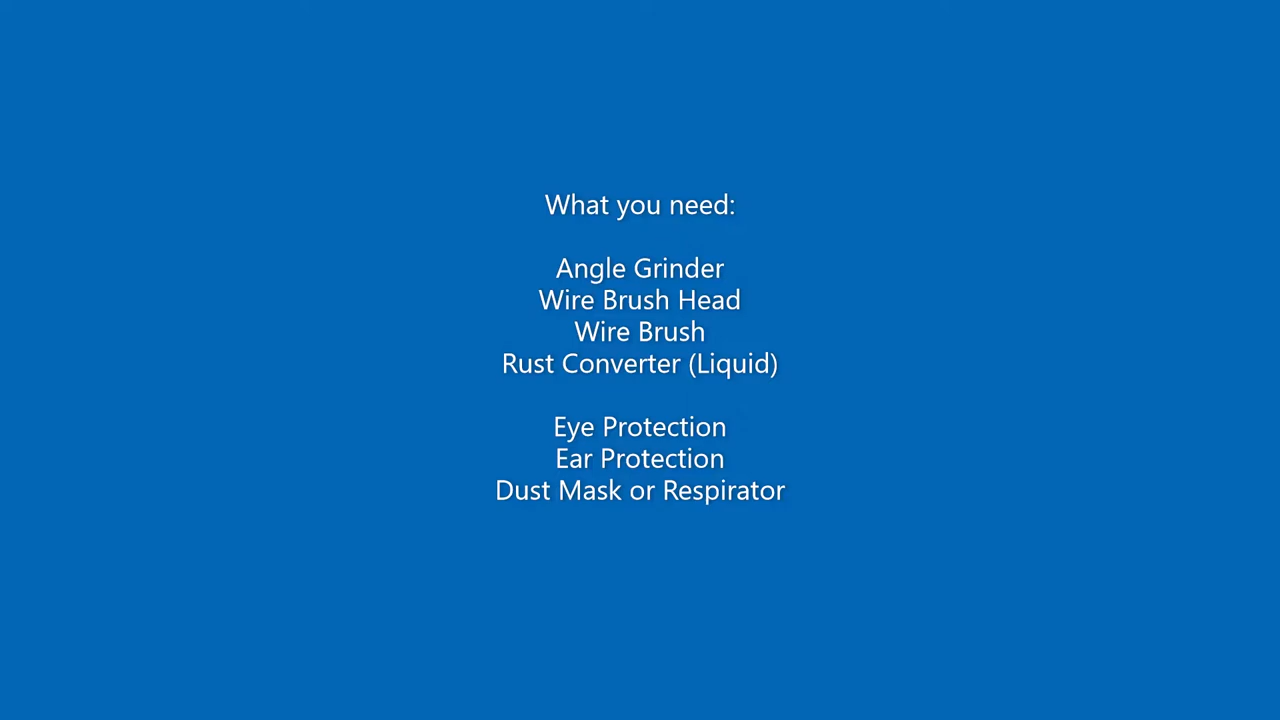 What you need:
Angle Grinder
Wire Brush Head
Wire Brush
Rust Converter (Liquid)
Eye Protection
Ear Protection
Dust Mask or Respirator